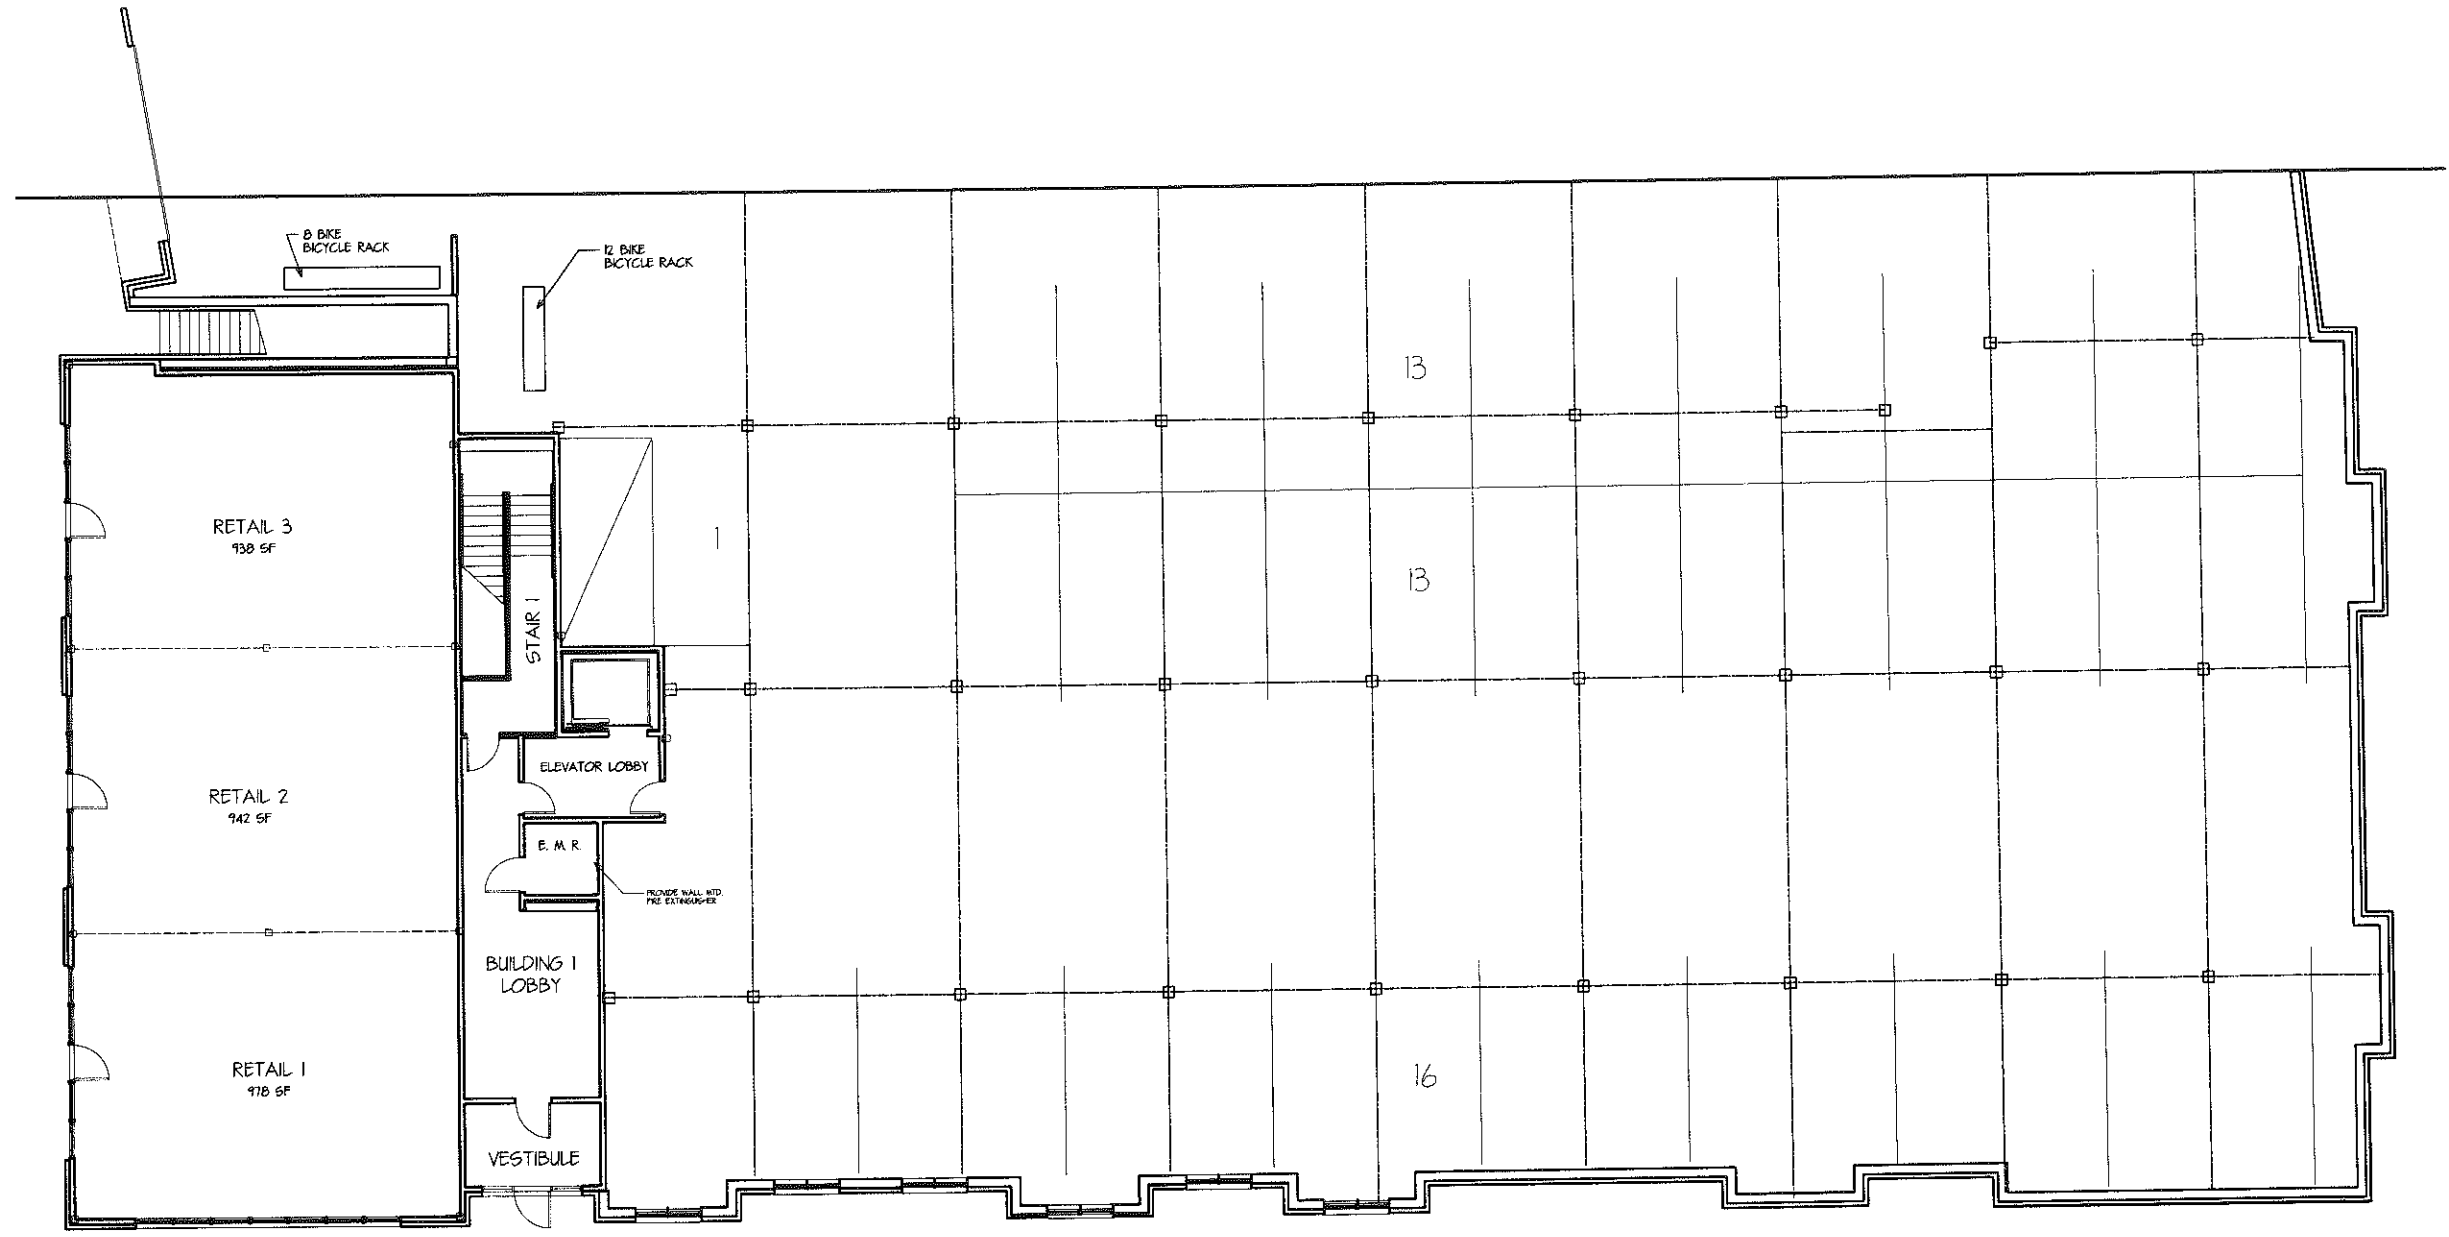 8 BIKE
BICYCLE RACK
12 BIKE
BICYCLE RACK
13
RETAIL 3
938 SF
1
13
STAIR 1
ELEVATOR LOBBY
RETAIL 2
942 SF
E. M. R.
PROVIDE WALL MTD.
FIRE EXTINGUISHER
BUILDING 1
LOBBY
RETAIL 1
978 SF
16
VESTIBULE